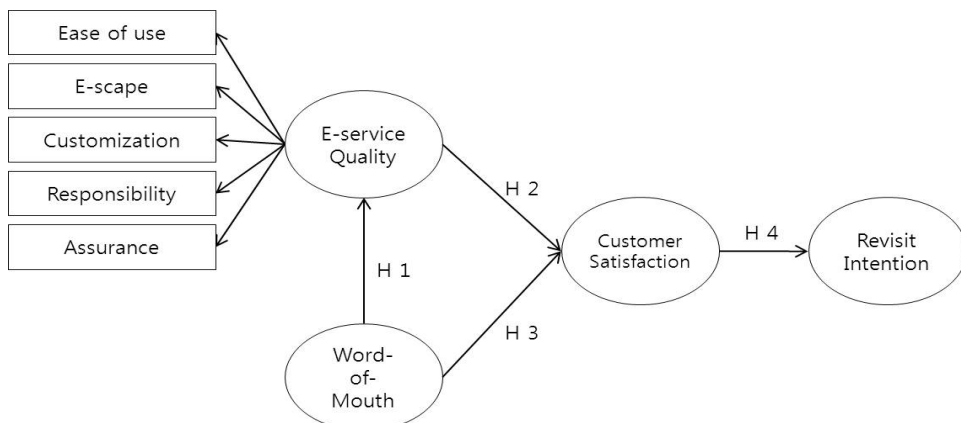 Ease of use
E-scape
Customization
Responsibility
Assurance
E-service
Quality
H 1
Word-
of-
Mouth
H 2
H 3
Customer
Satisfaction
H 4
Revisit
Intention